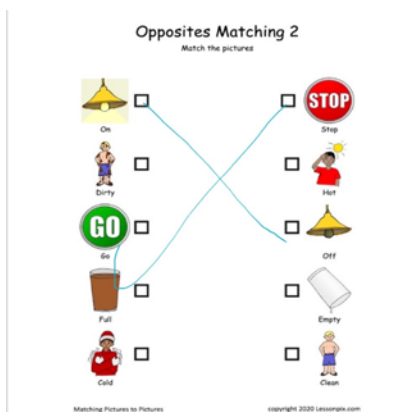 Opposites Matching 2
Match the pictures
STOP
On
Stop
Dirty
Hot
GO
Go
Off
Full
Empty
Cold
Clean
Matching Pictures to Pictures
copyright 2020 Lessonpix.com